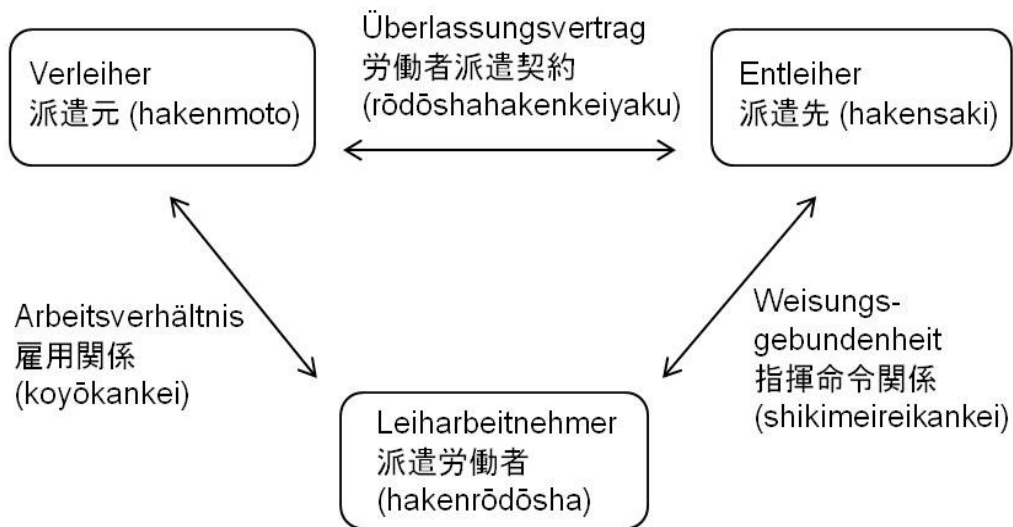 Verleiher
派遣元 (hakenmoto)
Überlassungsvertrag
労働者派遣契約
(rōdōshahakenkeiyaku)
Entleiher
派遣先 (hakensaki)
Arbeitsverhältnis
雇用関係
(koyōkankei)
Weisungs-
gebundenheit
指揮命令関係
(shikimeireikankei)
Leiharbeitnehmer
派遣労働者
(hakenrōdōsha)